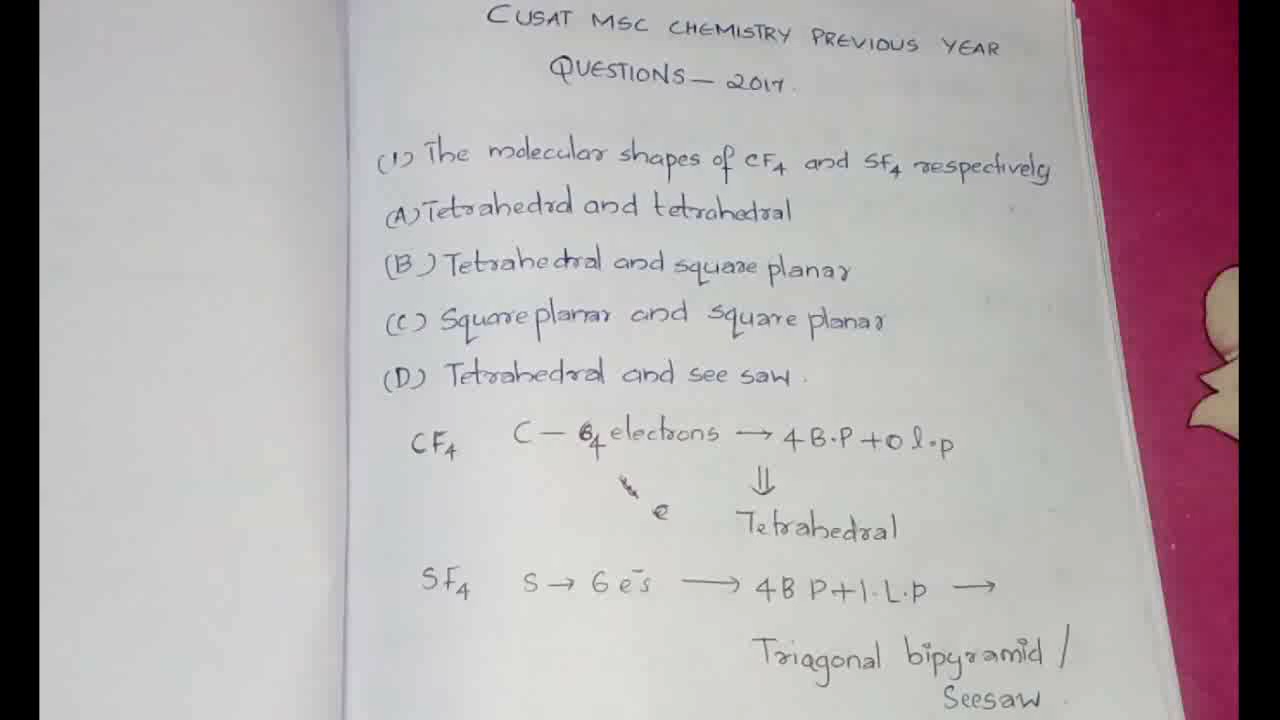 CUSAT MSC CHEMISTRY PREVIOUS YEAR
QUESTIONS — 2017.
(1) The molecular shapes of CF4 and SF4 respectively
(A) Tetrahedrd and tetrahedral
(B) Tetrahedral and square planar
(C) Square planar and square planar
(D) Tetrahedral and see saw.
CF4 C — 4 electrons → 4 B.P + 0 l.p
⇓
e
Tetrahedral
SF4 S → 6 e⁻s → 4 B P + 1. L.p →
Triagonal bipyramid /
Seesaw.